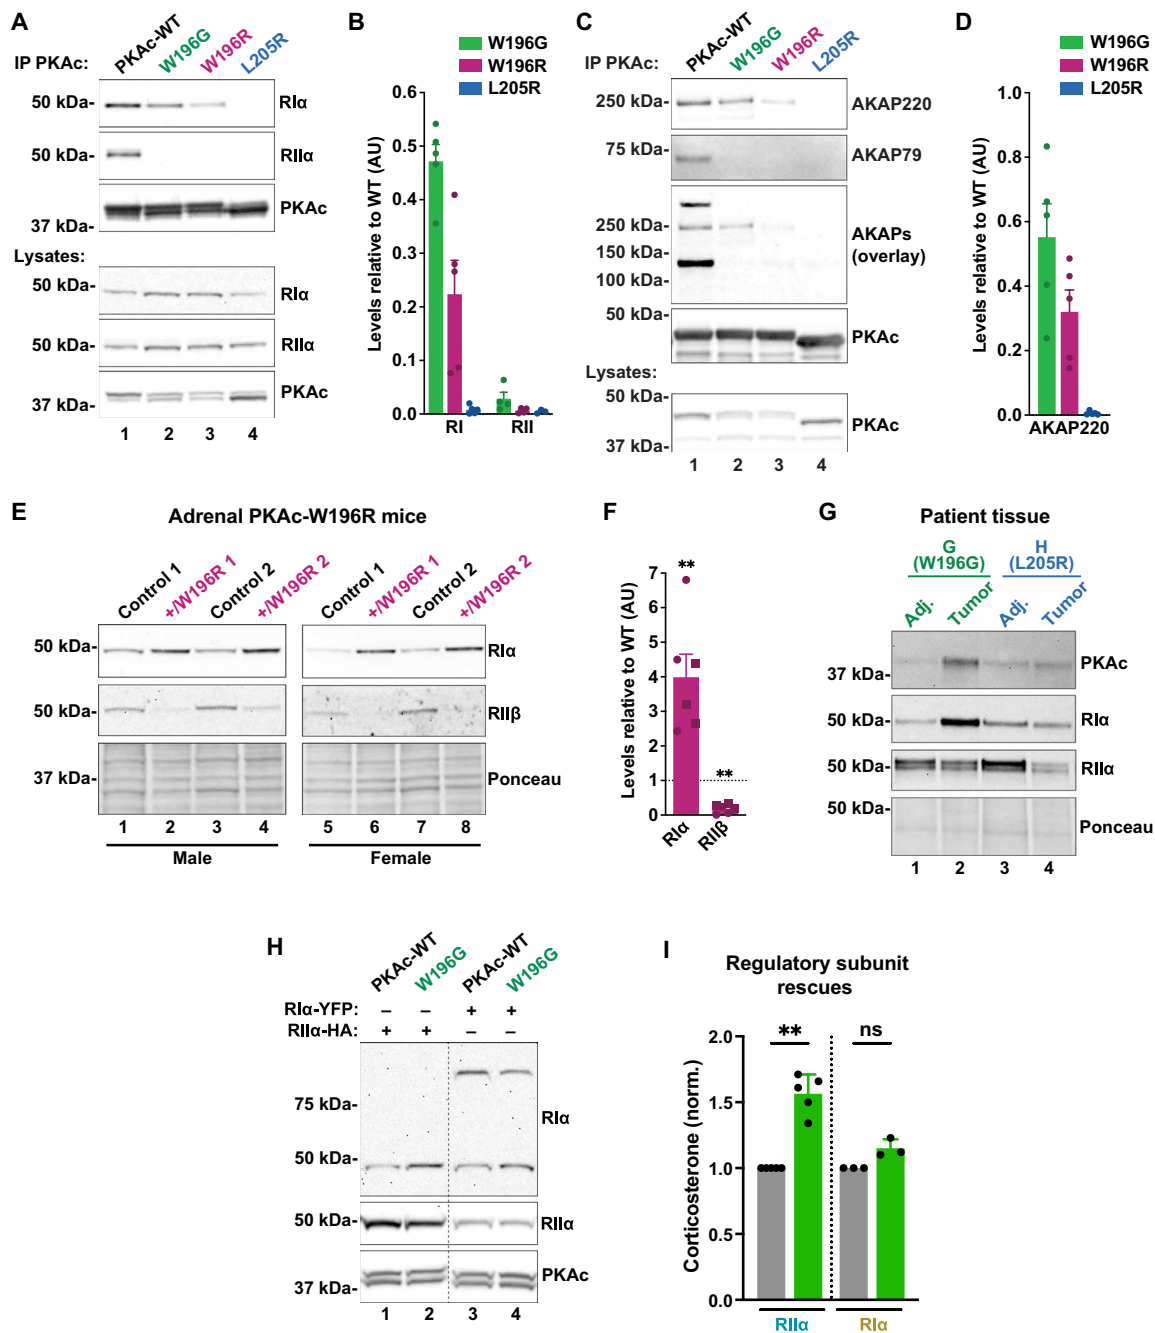 A
IP PKAc:
PKAc-WT
W196G
W196R
L205R
50 kDa-
RIα
50 kDa-
RIIα
PKAc
37 kDa-
Lysates:
50 kDa-
RIα
50 kDa-
RIIα
PKAc
37 kDa-
1 2 3 4
B
W196G
W196R
L205R
Levels relative to WT (AU)
0.6
0.5
0.4
0.3
0.2
0.1
0.0
RI RII
C
IP PKAc:
PKAc-WT
W196G
W196R
L205R
250 kDa-
AKAP220
75 kDa-
AKAP79
250 kDa-
150 kDa-
100 kDa-
AKAPs
(overlay)
50 kDa-
PKAc
37 kDa-
Lysates:
50 kDa-
PKAc
37 kDa-
1 2 3 4
D
W196G
W196R
L205R
Levels relative to WT (AU)
1.0
0.8
0.6
0.4
0.2
0.0
AKAP220
E
Adrenal PKAc-W196R mice
Control 1
+/W196R 1
Control 2
+/W196R 2
Control 1
+/W196R 1
Control 2
+/W196R 2
50 kDa-
RIα
50 kDa-
RIIβ
37 kDa-
Ponceau
1 2 3 4 5 6 7 8
Male Female
F
Levels relative to WT (AU)
7
6
5
4
3
2
1
0
**
**
RIα
RIIβ
G
Patient tissue
G
(W196G)
H
(L205R)
Adj.
Tumor
Adj.
Tumor
PKAc
37 kDa-
50 kDa-
RIα
50 kDa-
RIIα
50 kDa-
Ponceau
1 2 3 4
H
PKAc-WT
W196G
PKAc-WT
W196G
RIα-YFP: – – + +
RIIα-HA: + + – –
75 kDa-
RIα
50 kDa-
50 kDa-
RIIα
PKAc
37 kDa-
1 2 3 4
I
Regulatory subunit
rescues
Corticosterone (norm.)
2.0
1.5
1.0
0.5
0.0
**
ns
RIIα RIα